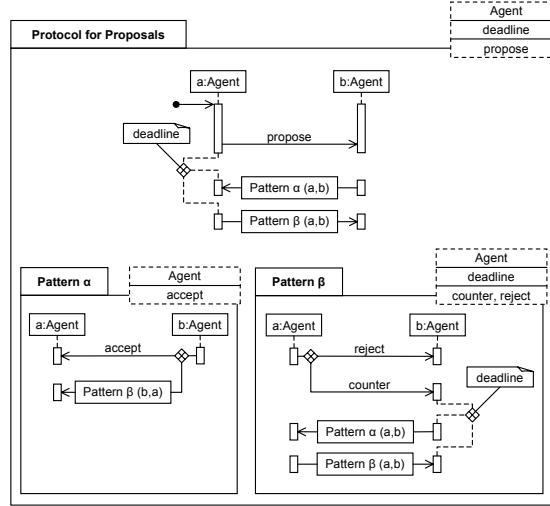 Agent
deadline
propose
Protocol for Proposals
a:Agent b:Agent
propose
deadline
Pattern α (a,b)
Pattern β (a,b)
Pattern α
Agent
accept
a:Agent b:Agent
accept
Pattern β (b,a)
Agent
deadline
counter, reject
Pattern β
a:Agent b:Agent
reject
deadline
counter
Pattern α (a,b)
Pattern β (a,b)